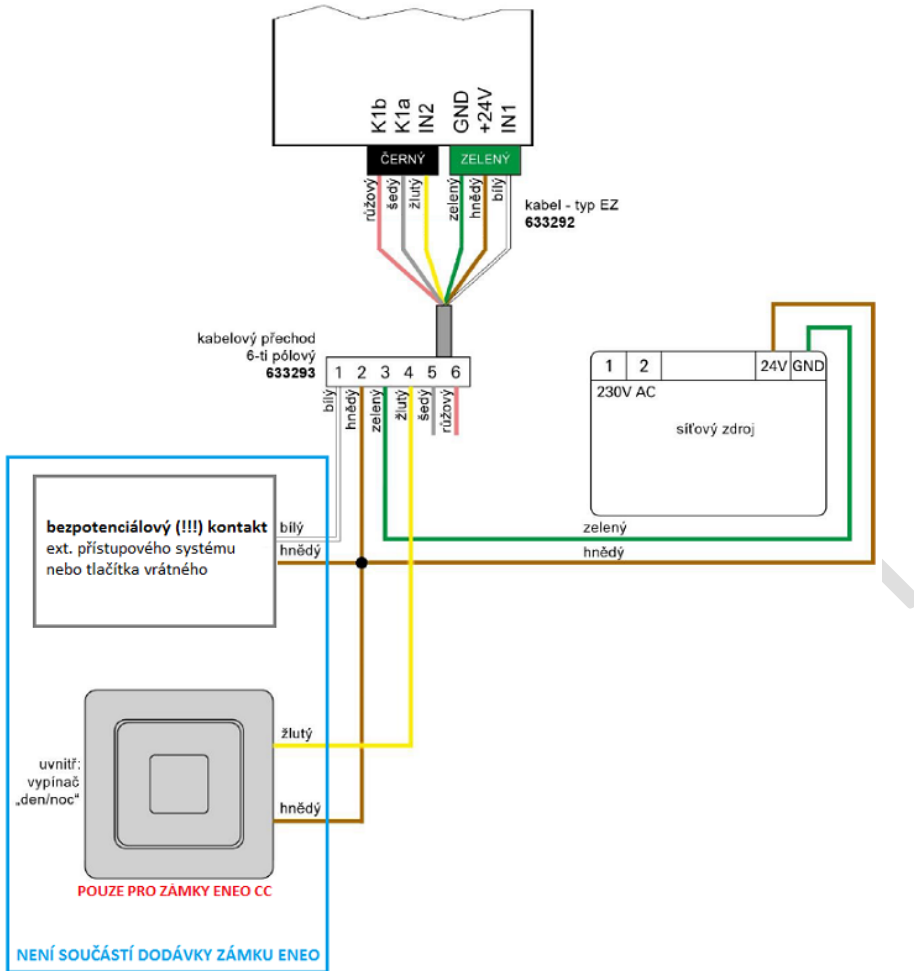 K1b
K1a
IN2
GND
+24V
IN1
ČERNÝ
ZELENÝ
růžový
šedý
žlutý
zelený
hnědý
bílý
kabel - typ EZ
633292
kabelový přechod
6-ti pólový
633293
1 2 3 4 5 6
bílý
hnědý
zelený
žlutý
šedý
růžový
1 2 24V GND
230V AC
síťový zdroj
bezpotenciálový (!!!) kontakt
ext. přístupového systému
nebo tlačítka vrátného
bílý
hnědý
zelený
hnědý
uvnitř:
vypínač
„den/noc“
žlutý
hnědý
POUZE PRO ZÁMKY ENEO CC
NENÍ SOUČÁSTÍ DODÁVKY ZÁMKU ENEO